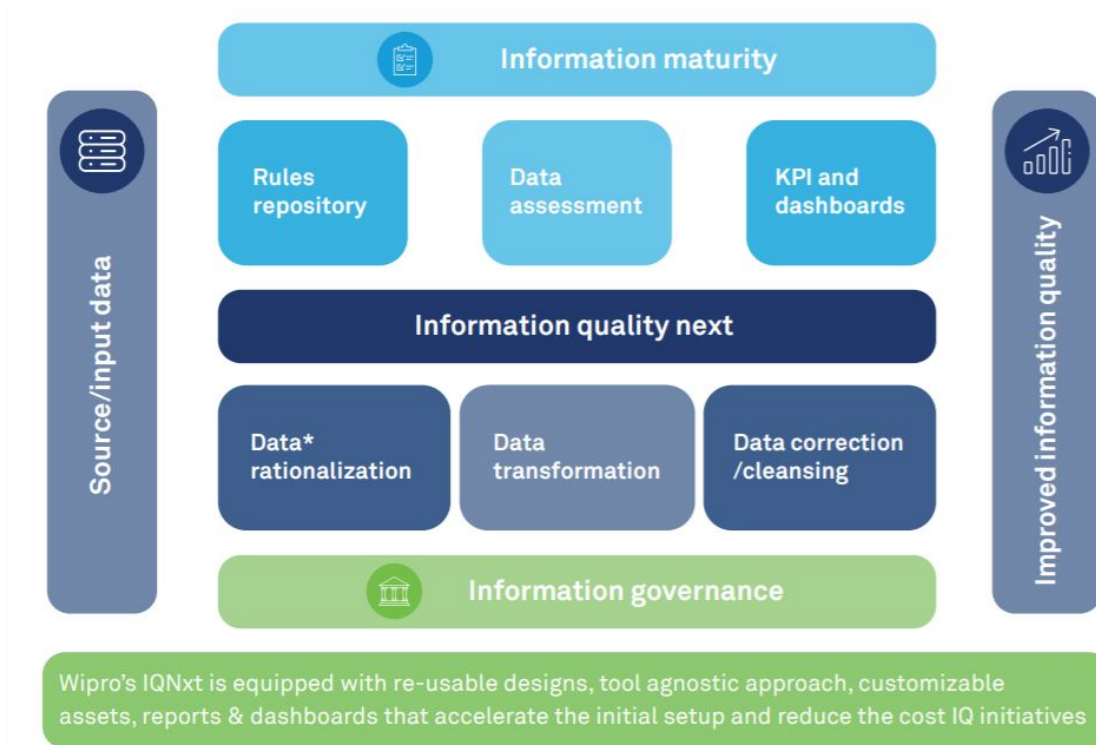 Information maturity
Source/input data
Rules
repository
Data
assessment
KPI and
dashboards
Information quality next
Data*
rationalization
Data
transformation
Data correction
/cleansing
Information governance
Improved information quality
Wipro's IQNxt is equipped with re-usable designs, tool agnostic approach, customizable
assets, reports & dashboards that accelerate the initial setup and reduce the cost IQ initiatives